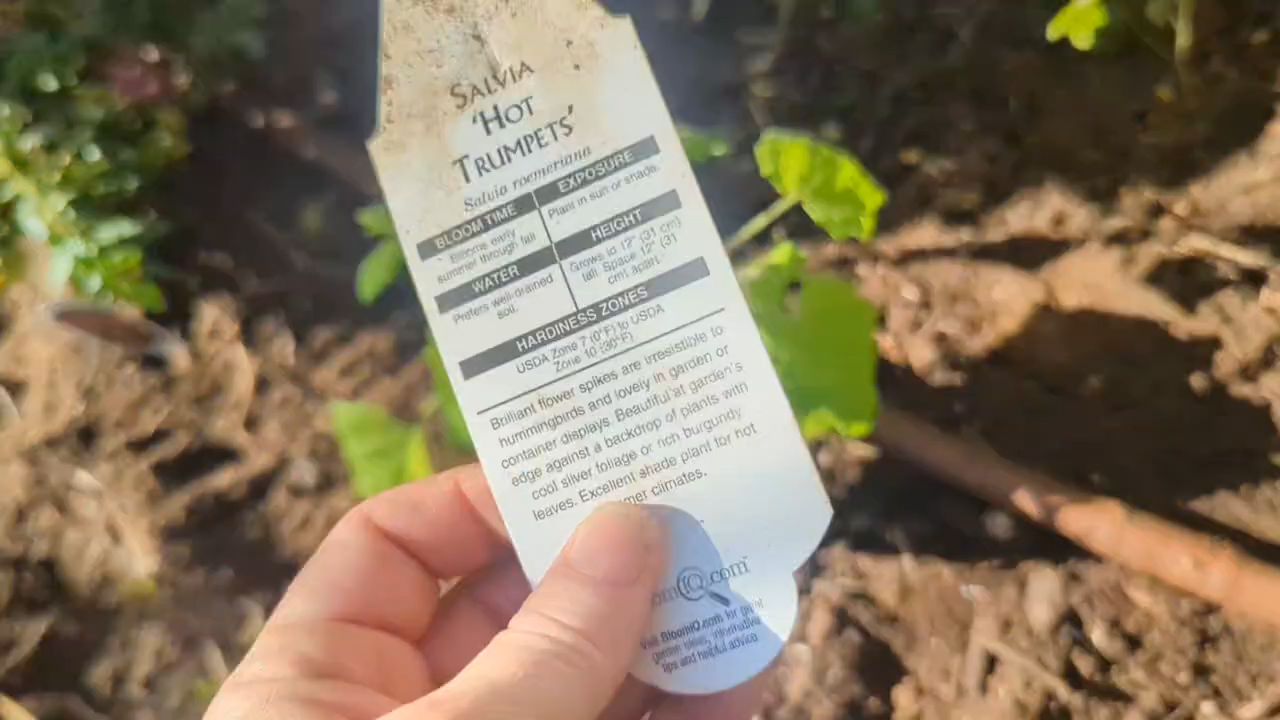 SALVIA
'HOT
TRUMPETS'
Salvia roemeriana
BLOOM TIME
Blooms early
summer through fall
EXPOSURE
Plant in sun or shade.
WATER
Prefers well-drained
soil.
HEIGHT
Grows to 12" (31 cm)
tall. Space 12" (31
cm) apart.
HARDINESS ZONES
USDA Zone 7 (0°F) to USDA
Zone 10 (30°F)
Brilliant flower spikes are irresistible to
hummingbirds and lovely in garden or
container displays. Beautiful at garden's
edge against a backdrop of plants with
cool silver foliage or rich burgundy
leaves. Excellent shade plant for hot
climates.
.com
Visit BloomIQ.com for great
garden ideas, informative
tips and helpful advice